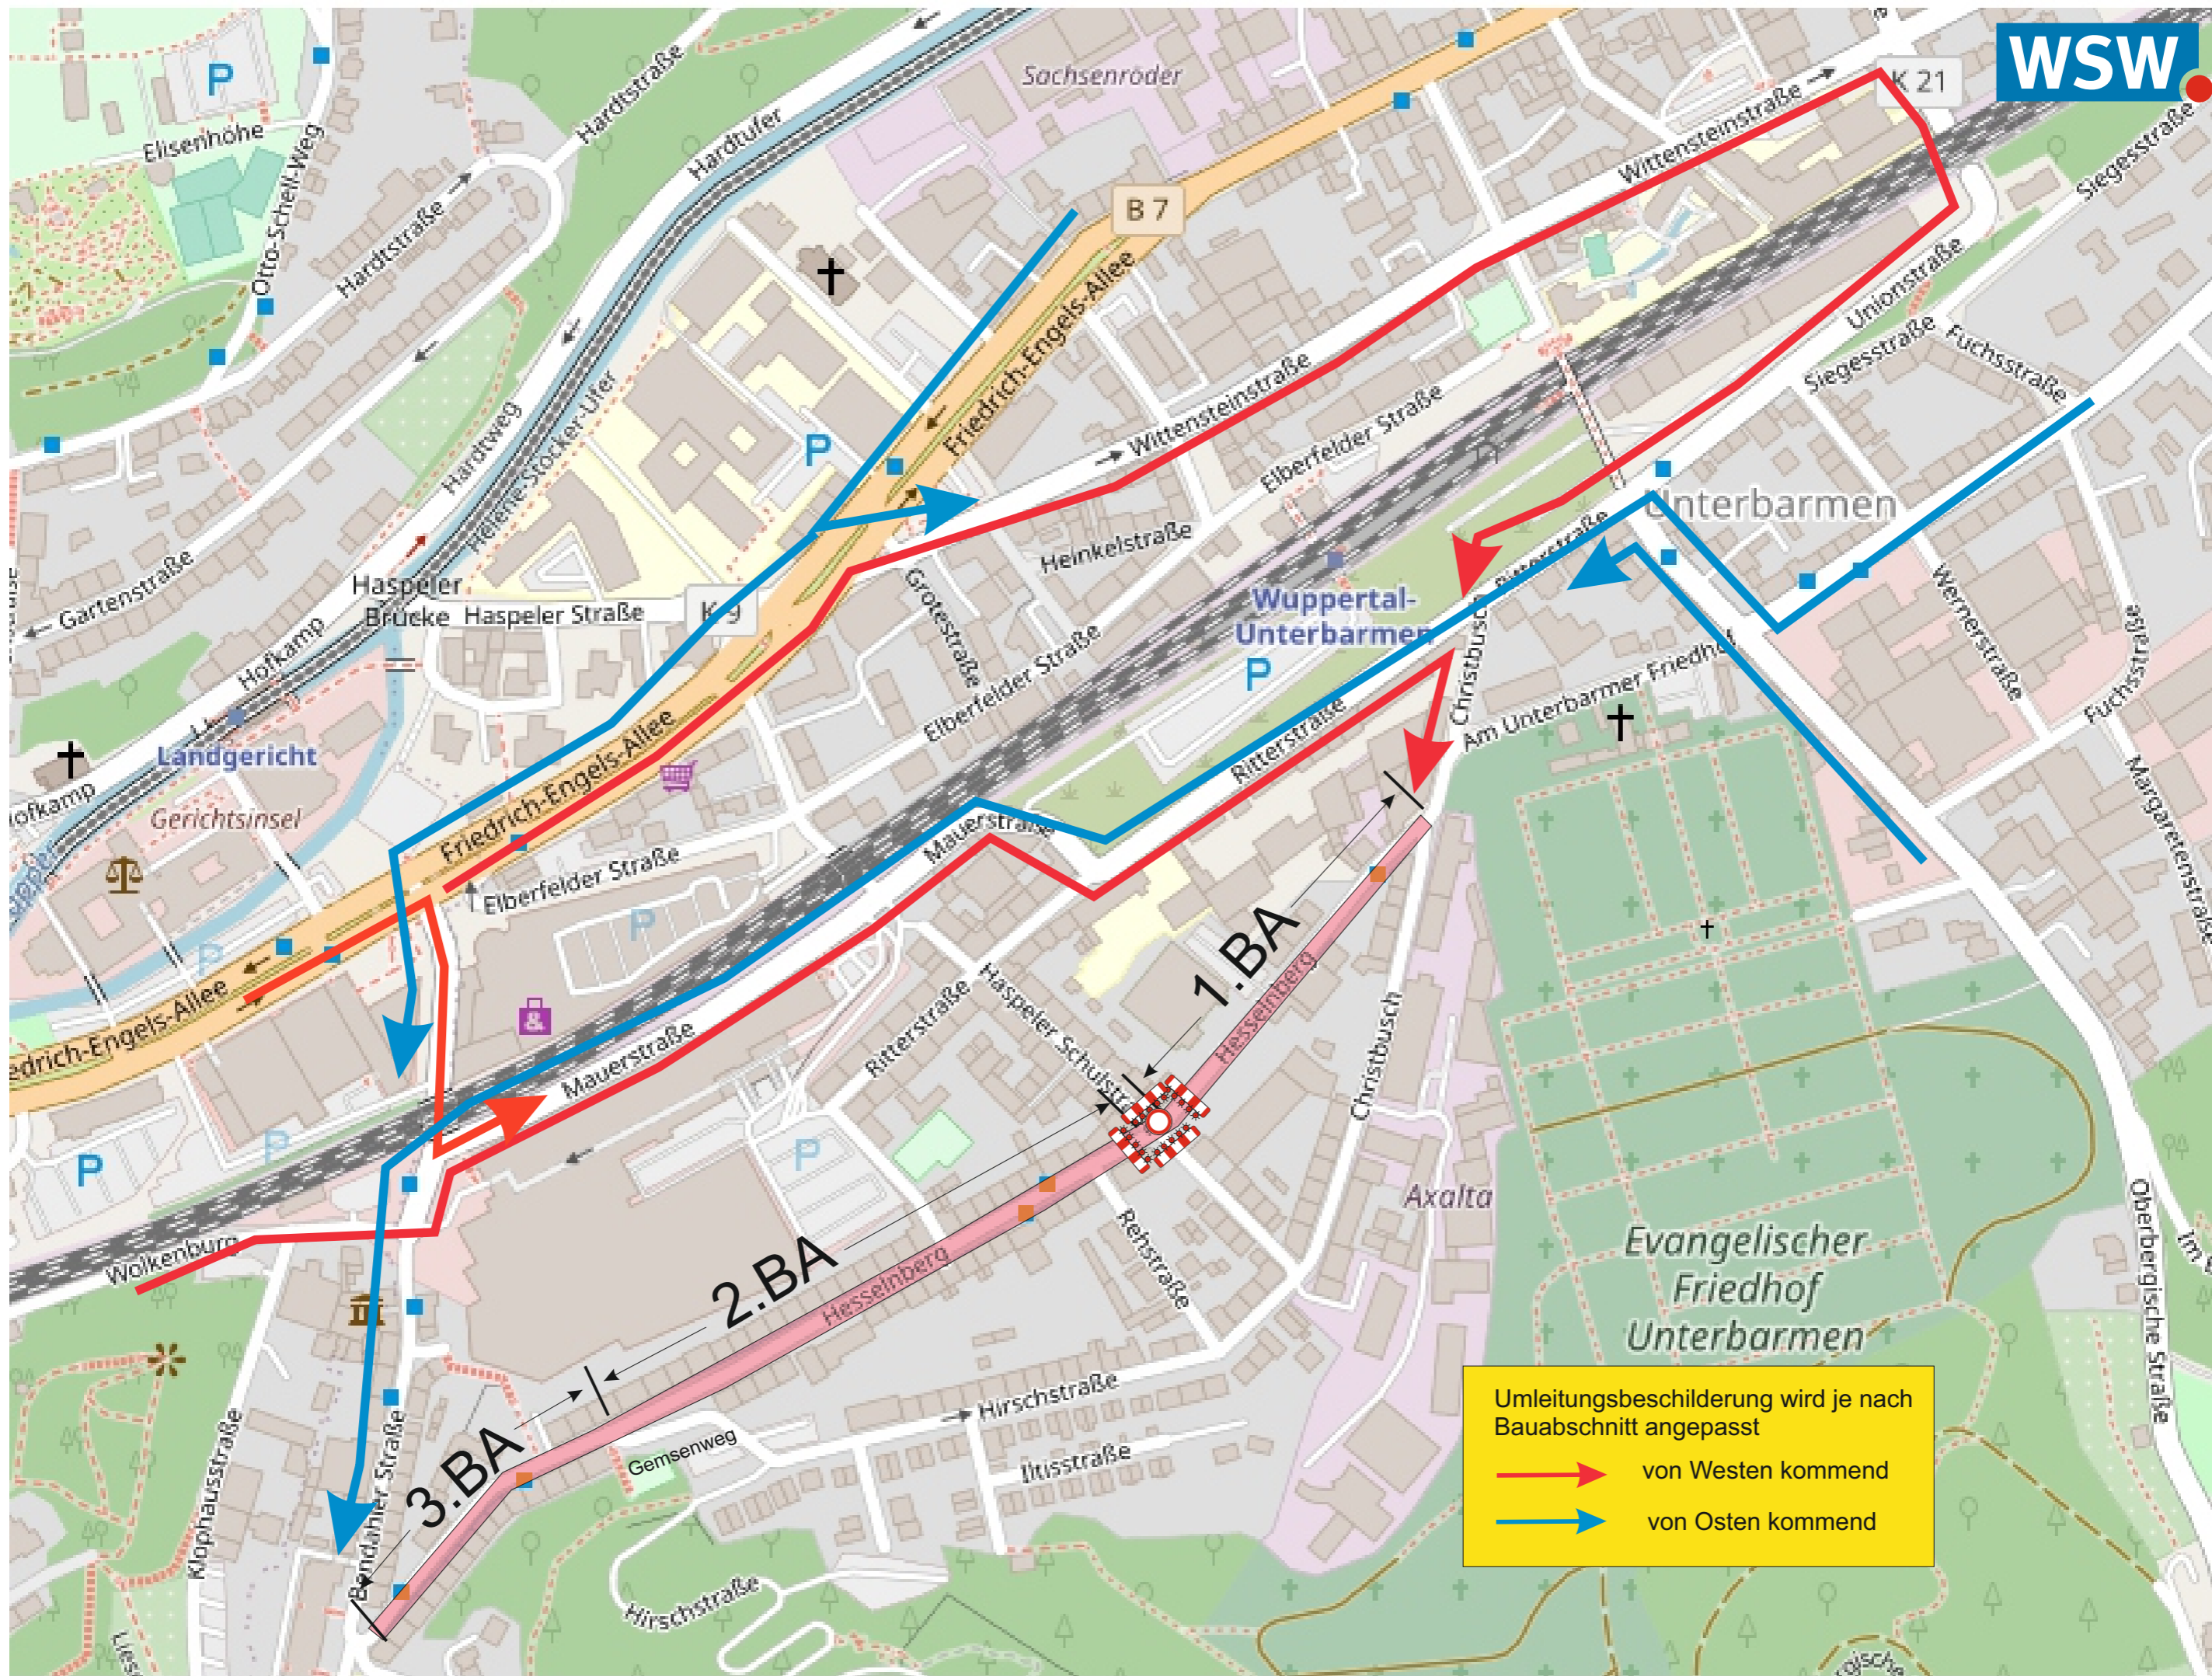 WSW
K 21
Sachsenröder
Hardtstraße
Elisenhöhe
Otto-Schell-Weg
Hardtstraße
Hardtufer
Wittensteinstraße
Siegesstraße
B 7
Friedrich-Engels-Allee
Unionstraße
Siegesstraße
Fuchsstraße
Hardtweg
Helene-Stöcker-Ufer
Wittensteinstraße
Elberfelder Straße
Unterbarmen
Gartenstraße
Haspeler
Brücke
Haspeler Straße
K 9
Heinkelstraße
Grotestraße
Ritterstraße
Wuppertal-
Unterbarmen
Christbusch
Wernerstraße
Fuchsstraße
Hofkamp
Landgericht
Elberfelder Straße
Am Unterbarmer Friedhof
Hofkamp
Gerichtsinsel
Friedrich-Engels-Allee
Ritterstraße
Margaretenstraße
Mauerstraße
Elberfelder Straße
Wupper
1.BA
Hesselnberg
Ritterstraße
Haspeler Schulstra
Friedrich-Engels-Allee
Mauerstraße
Christbusch
Axalta
Rehstraße
Wolkenburg
2.BA
Hesselnberg
Evangelischer
Friedhof
Unterbarmen
Oberbergische Straße
Hirschstraße
Iltisstraße
Gemsenweg
3.BA
Klophausstraße
Bendahler Straße
Hirschstraße
Umleitungsbeschilderung wird je nach
Bauabschnitt angepasst
von Westen kommend
von Osten kommend